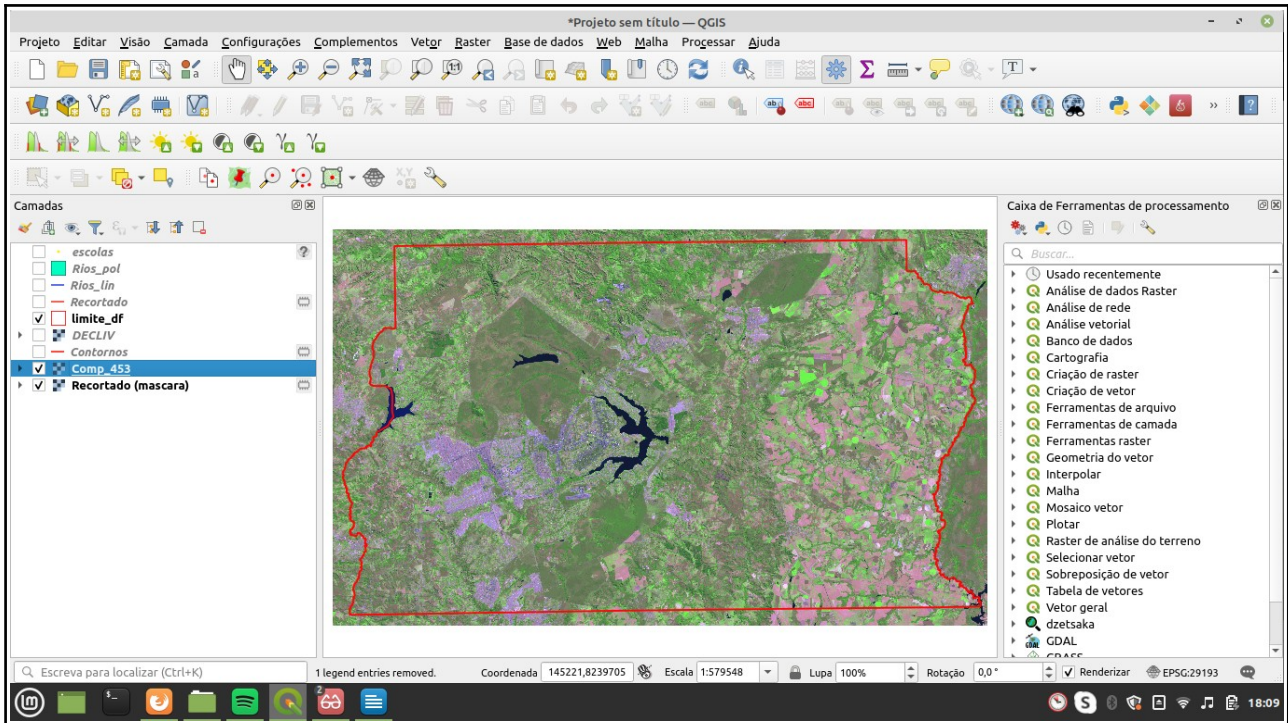 *Projeto sem título — QGIS
Projeto Editar Visão Camada Configurações Complementos Vetor Raster Base de dados Web Malha Processar Ajuda
Camadas
escolas
Rios_pol
Rios_lin
Recortado
limite_df
DECLIV
Contornos
Comp_453
Recortado (mascara)
Caixa de Ferramentas de processamento
Buscar...
Usado recentemente
Análise de dados Raster
Análise de rede
Análise vetorial
Banco de dados
Cartografia
Criação de raster
Criação de vetor
Ferramentas de arquivo
Ferramentas de camada
Ferramentas raster
Geometria do vetor
Interpolar
Malha
Mosaico vetor
Plotar
Raster de análise do terreno
Selecionar vetor
Sobreposição de vetor
Tabela de vetores
Vetor geral
dzetsaka
GDAL
Escreva para localizar (Ctrl+K) 1 legend entries removed. Coordenada 145221,8239705 Escala 1:579548 Lupa 100% Rotação 0,0 ° Renderizar EPSG:29193
2
18:09